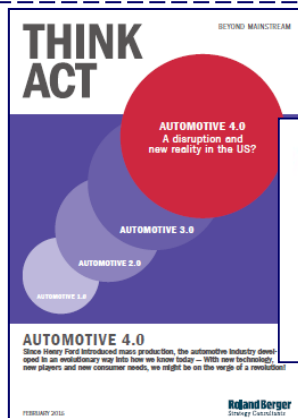 THINK
ACT
BEYOND MAINSTREAM
AUTOMOTIVE 4.0
A disruption and
new reality in the US?
AUTOMOTIVE 3.0
AUTOMOTIVE 2.0
AUTOMOTIVE 1.0
AUTOMOTIVE 4.0
Since Henry Ford introduced mass production, the automotive industry devel-
oped in an evolutionary way into how we know today — With new technology,
new players and new consumer needs, we might be on the verge of a revolution!
FEBRUARY 2016
Roland Berger
Strategy Consultants